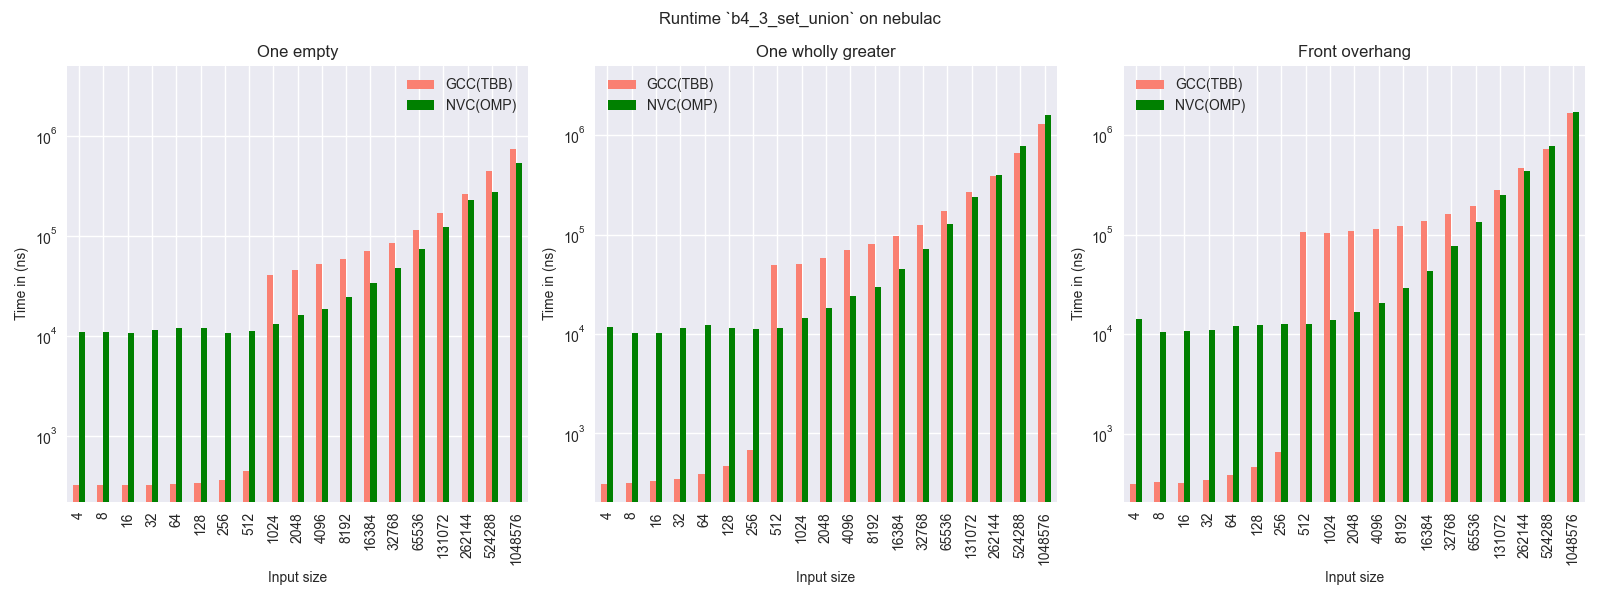 Runtime `b4_3_set_union` on nebulac
One empty
GCC(TBB)
NVC(OMP)
Time in (ns)
10^6
10^5
10^4
10^3
4 8 16 32 64 128 256 512 1024 2048 4096 8192 16384 32768 65536 131072 262144 524288 1048576
Input size
One wholly greater
GCC(TBB)
NVC(OMP)
Time in (ns)
10^6
10^5
10^4
10^3
4 8 16 32 64 128 256 512 1024 2048 4096 8192 16384 32768 65536 131072 262144 524288 1048576
Input size
Front overhang
GCC(TBB)
NVC(OMP)
Time in (ns)
10^6
10^5
10^4
10^3
4 8 16 32 64 128 256 512 1024 2048 4096 8192 16384 32768 65536 131072 262144 524288 1048576
Input size